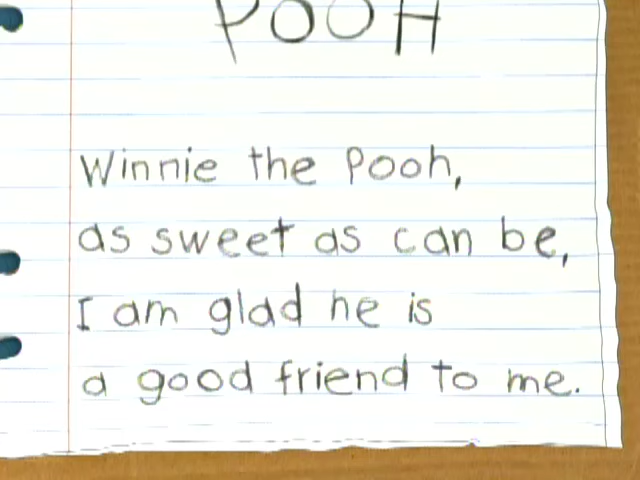 POOH
Winnie the Pooh,
as sweet as can be,
I am glad he is
a good friend to me.